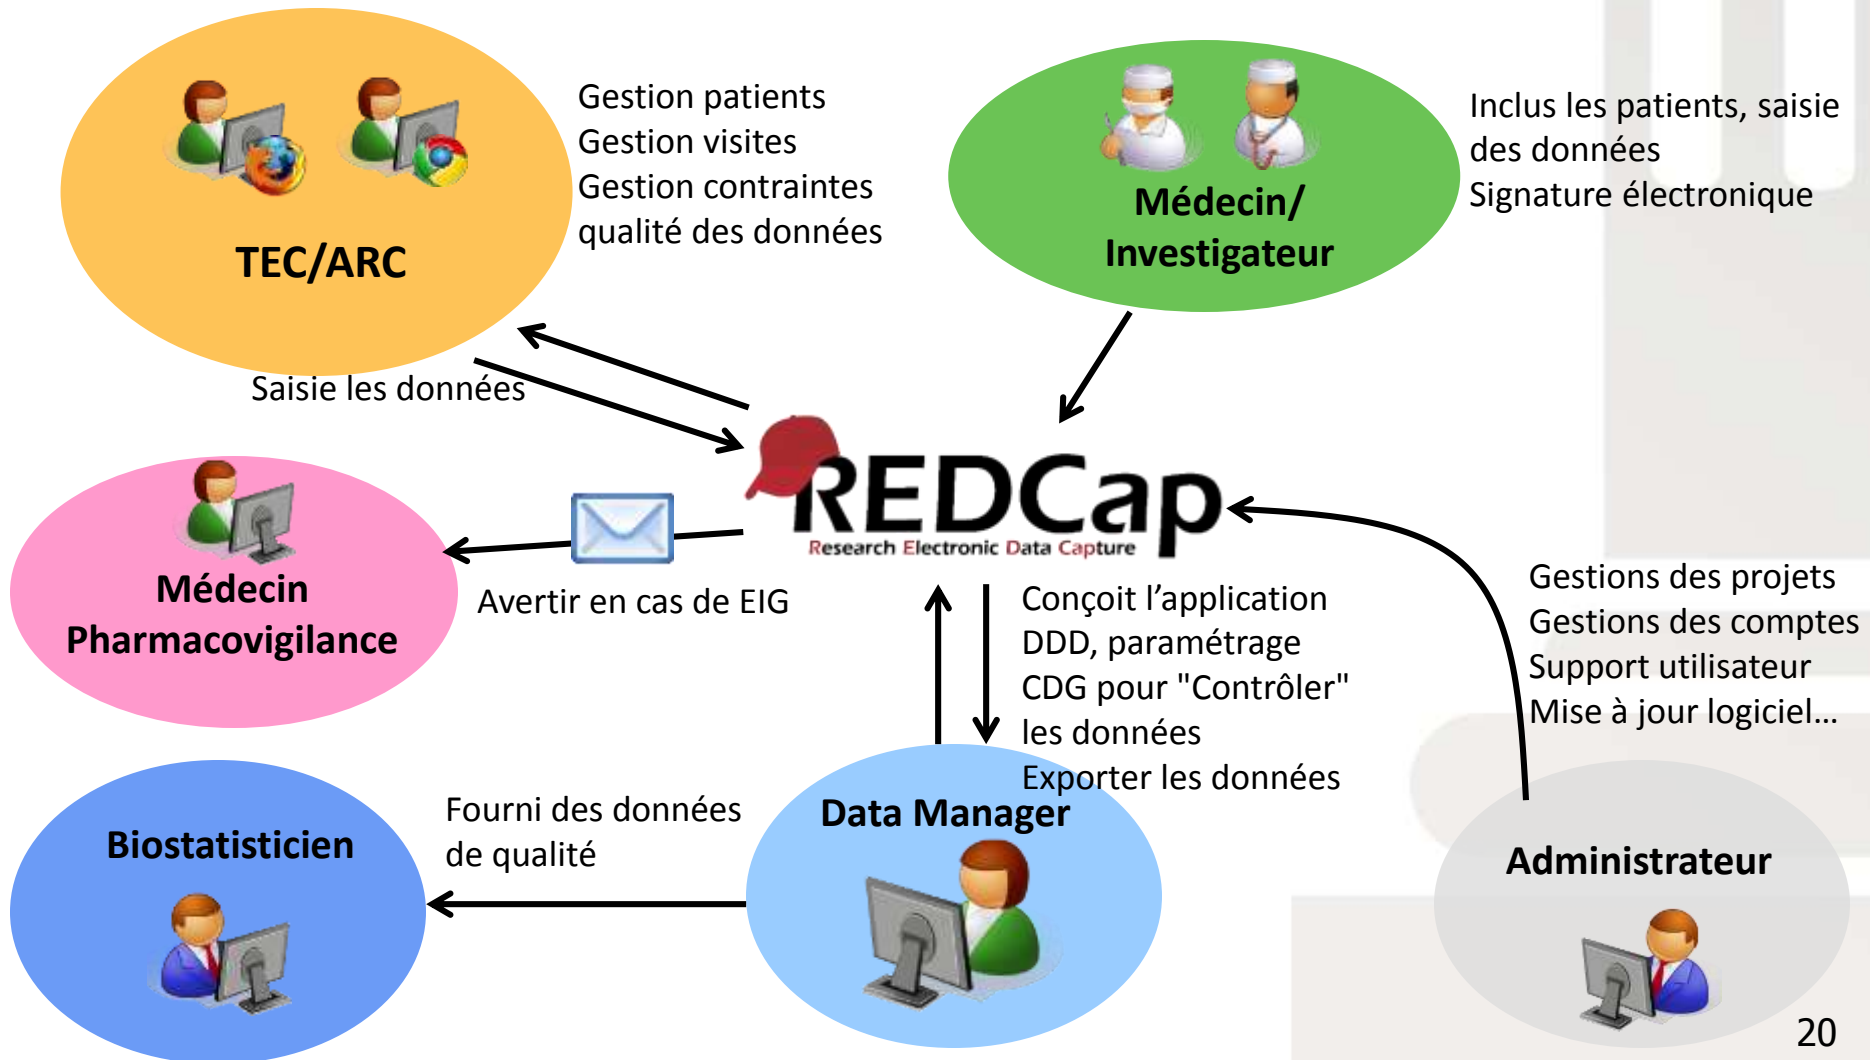 TEC/ARC
Gestion patients
Gestion visites
Gestion contraintes
qualité des données
Médecin/
Investigateur
Inclus les patients, saisie
des données
Signature électronique
Saisie les données
REDCap
Research Electronic Data Capture
Médecin
Pharmacovigilance
Avertir en cas de EIG
Conçoit l’application
DDD, paramétrage
CDG pour "Contrôler"
les données
Exporter les données
Gestions des projets
Gestions des comptes
Support utilisateur
Mise à jour logiciel…
Biostatisticien
Fourni des données
de qualité
Data Manager
Administrateur
20